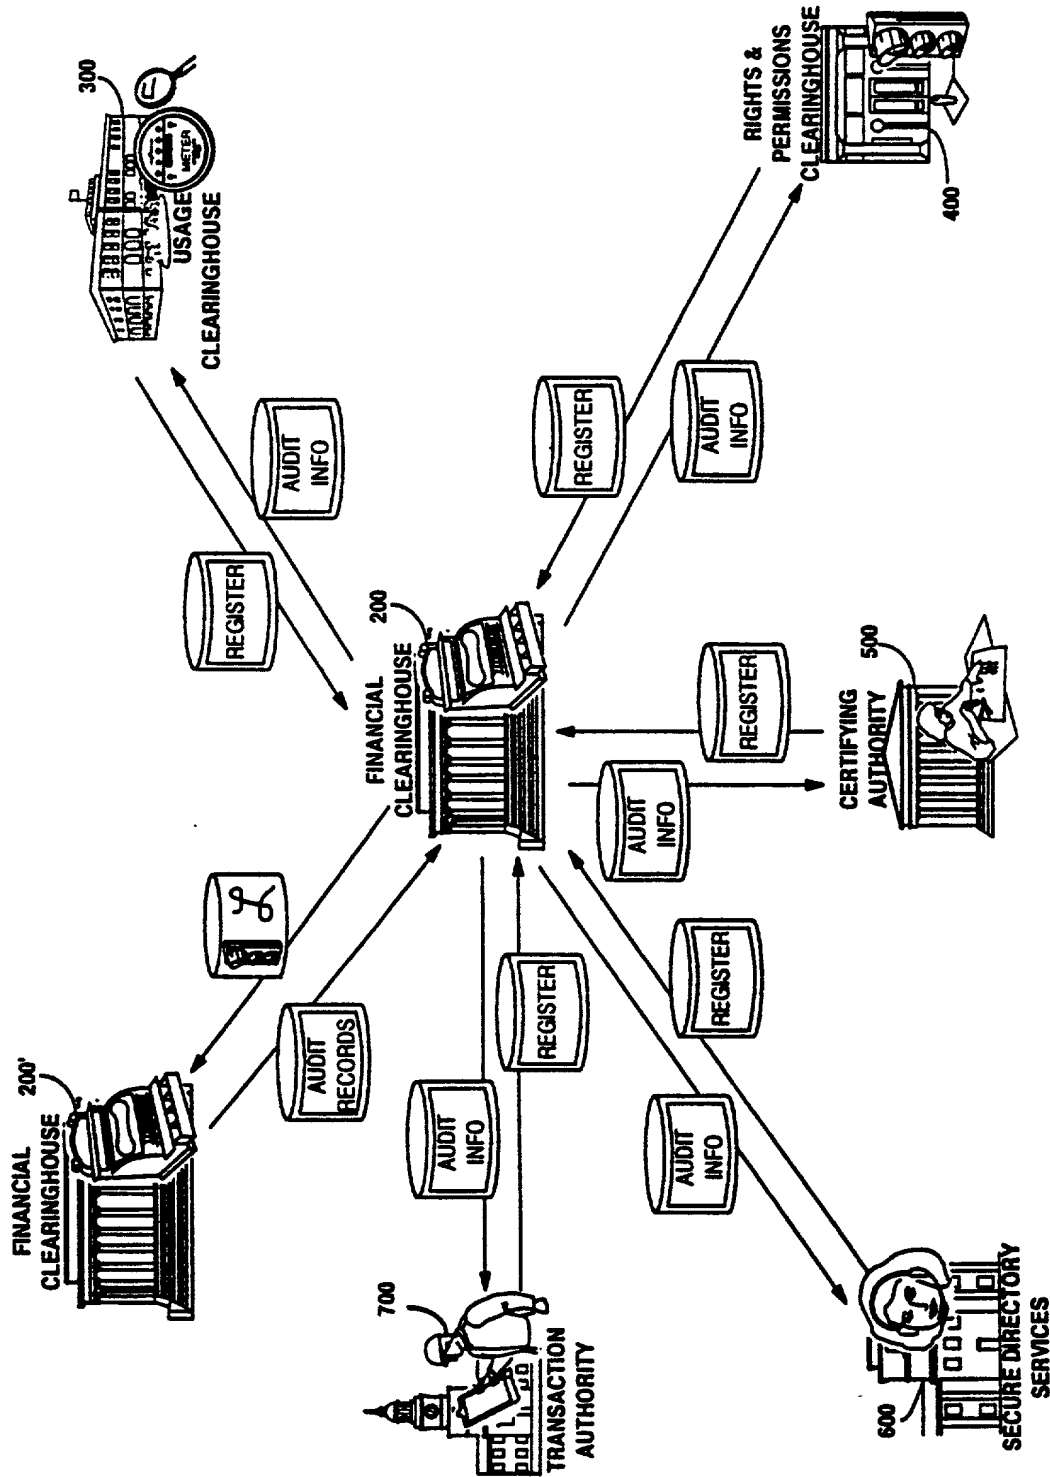 FINANCIAL
CLEARINGHOUSE
200'
AUDIT
RECORDS
REGISTER
AUDIT
INFO
300
METER
USAGE
CLEARINGHOUSE
FINANCIAL
CLEARINGHOUSE
200
700
TRANSACTION
AUTHORITY
AUDIT
INFO
REGISTER
REGISTER
AUDIT
INFO
RIGHTS &
PERMISSIONS
CLEARINGHOUSE
400
AUDIT
INFO
REGISTER
AUDIT
INFO
REGISTER
CERTIFYING
AUTHORITY
500
600
SECURE DIRECTORY
SERVICES